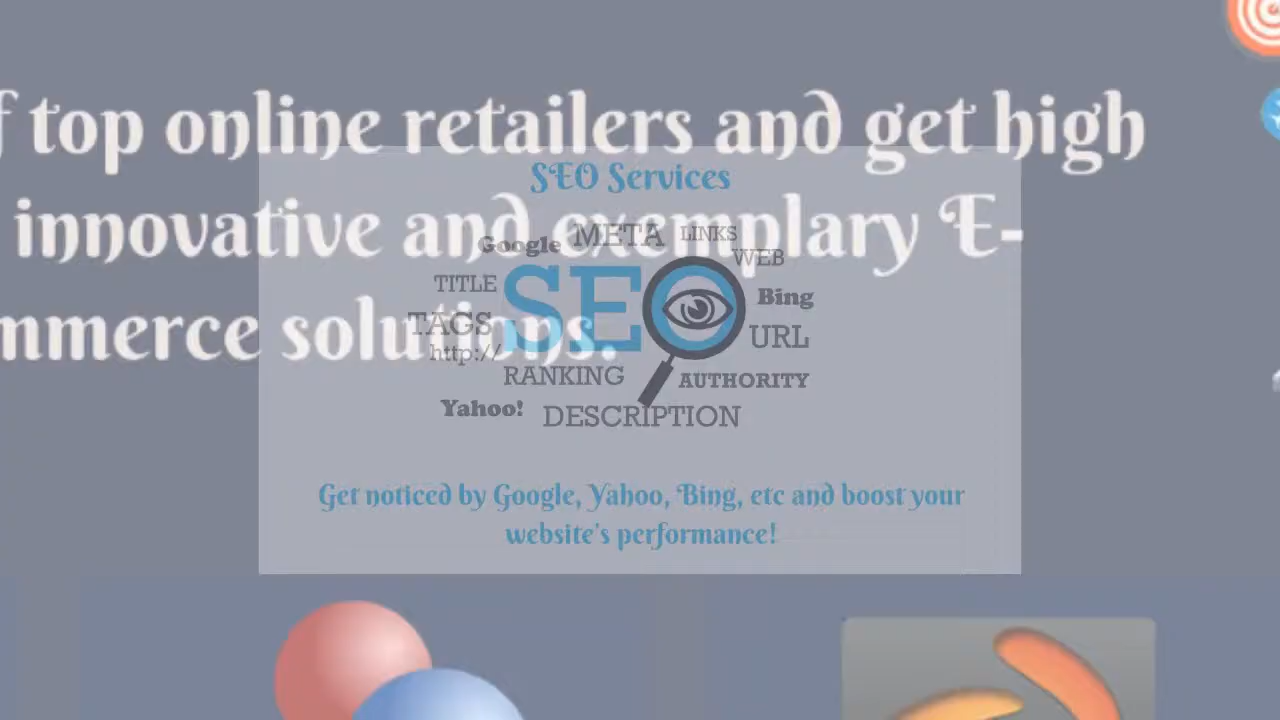 f top online retailers and get high
innovative and exemplary E-
mmerce solutions.
SEO Services
Google META LINKS
WEB
TITLE SEO Bing
TAGS URL
http://
RANKING AUTHORITY
Yahoo! DESCRIPTION
Get noticed by Google, Yahoo, Bing, etc and boost your
website's performance!